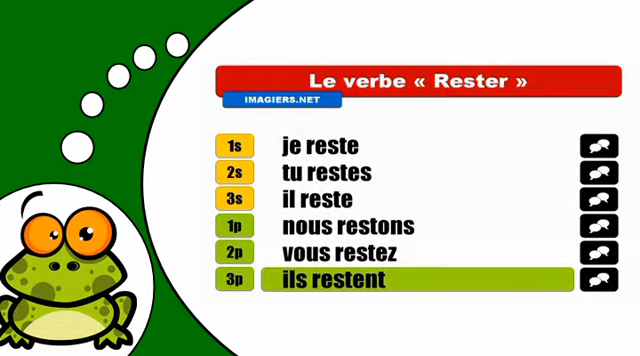 Le verbe « Rester »
IMAGIERS.NET
1s je reste
2s tu restes
3s il reste
1p nous restons
2p vous restez
3p ils restent